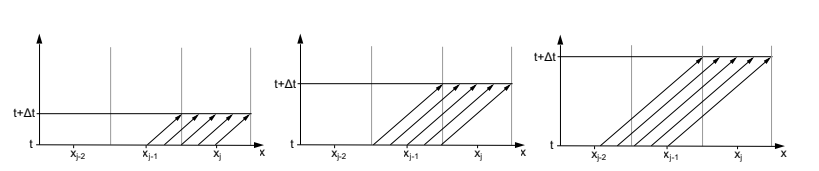 t+Δt
t
x_{j-2}
x_{j-1}
x_j
x
t+Δt
t
x_{j-2}
x_{j-1}
x_j
x
t+Δt
t
x_{j-2}
x_{j-1}
x_j
x